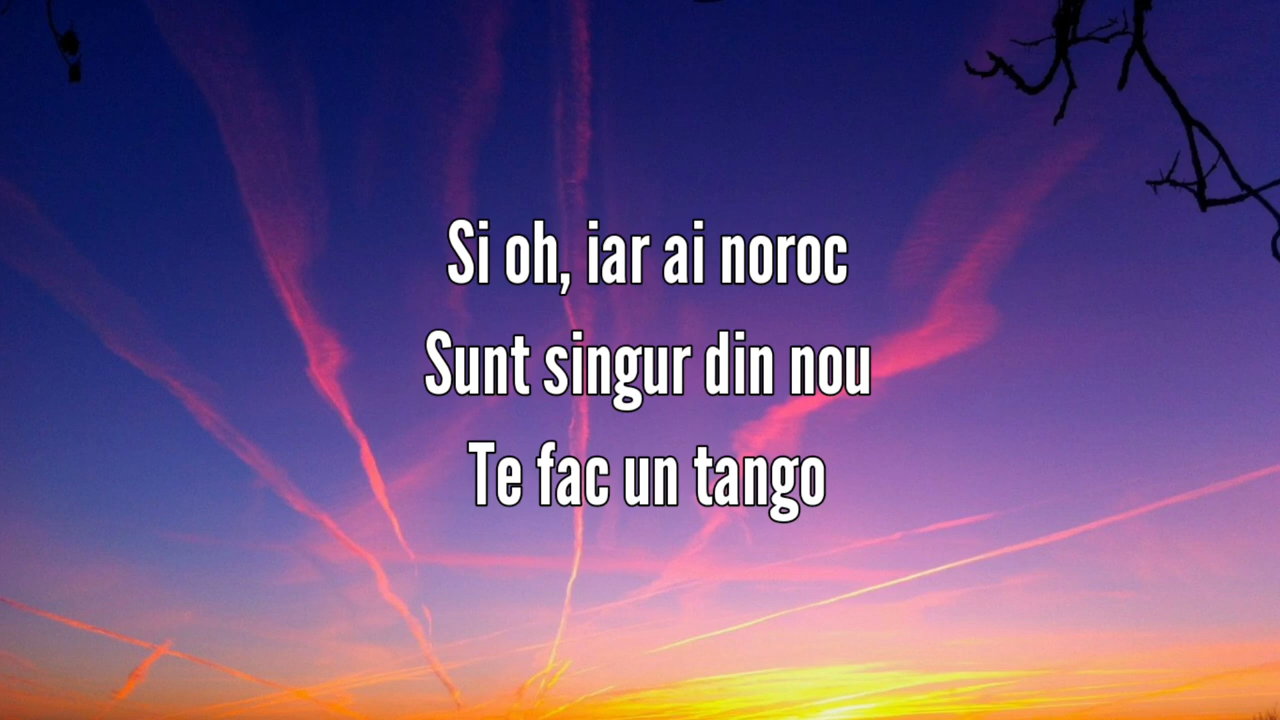 Si oh, iar ai noroc
Sunt singur din nou
Te fac un tango